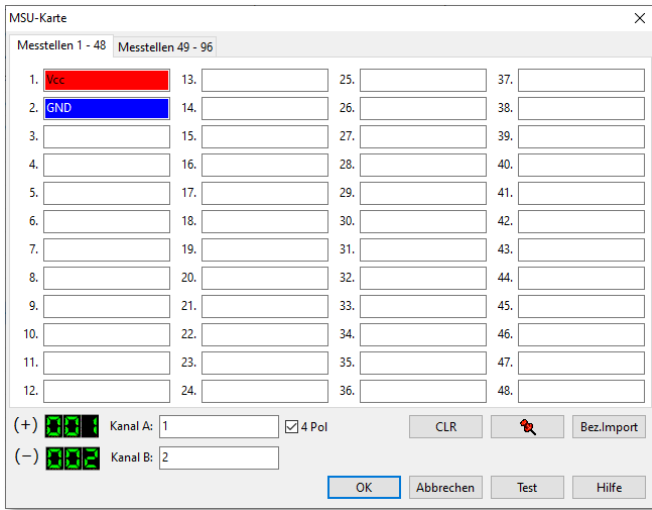 MSU-Karte
Messtellen 1 - 48 Messtellen 49 - 96
1. Vcc 13. 25. 37.
2. GND 14. 26. 38.
3. 15. 27. 39.
4. 16. 28. 40.
5. 17. 29. 41.
6. 18. 30. 42.
7. 19. 31. 43.
8. 20. 32. 44.
9. 21. 33. 45.
10. 22. 34. 46.
11. 23. 35. 47.
12. 24. 36. 48.
(+) 001 Kanal A: 1 4 Pol CLR Bez.Import
(−) 002 Kanal B: 2
OK Abbrechen Test Hilfe